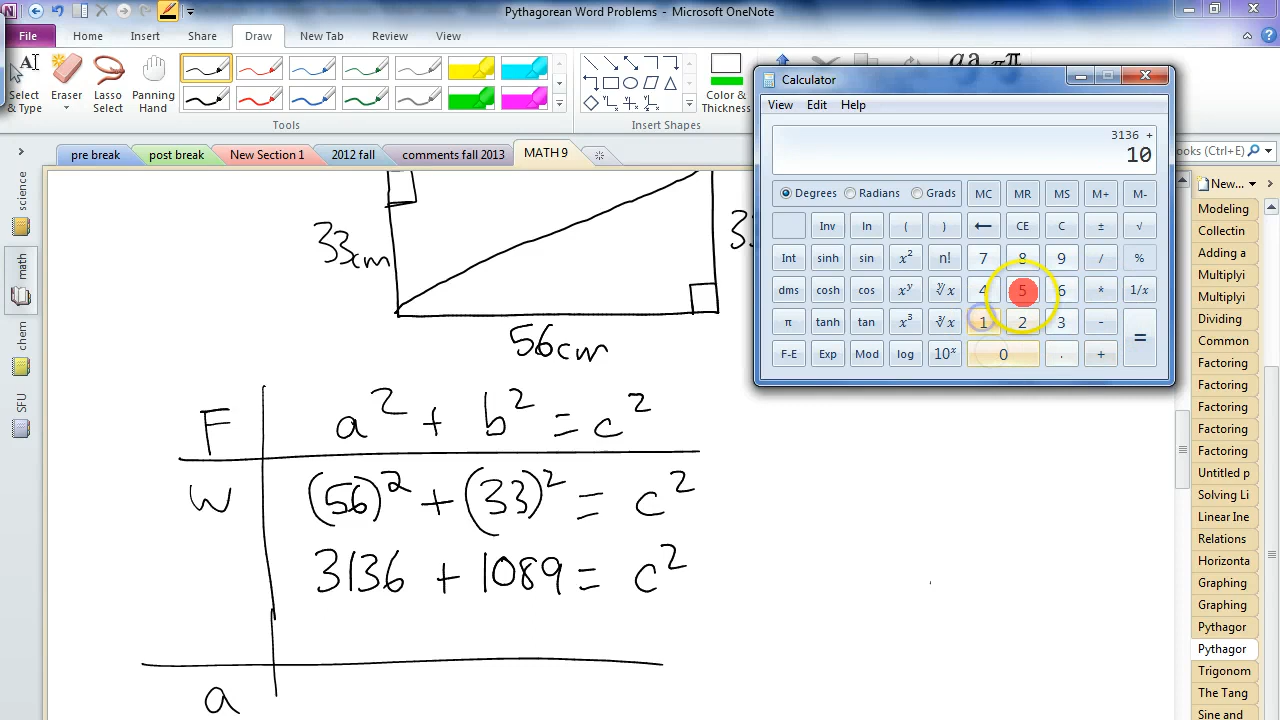 Pythagorean Word Problems - Microsoft OneNote
File Home Insert Share Draw New Tab Review View
Select & Type
Eraser
Lasso Select
Panning Hand
Color & Thickness
Tools
Insert Shapes
pre break
post break
New Section 1
2012 fall
comments fall 2013
MATH 9
(Ctrl+E)
science
math
chem
SFU
Calculator
View Edit Help
3136 +
10
Degrees Radians Grads MC MR MS M+ M-
Inv ln ( ) ← CE C ± √
Int sinh sin x² n! 7 8 9 / %
dms cosh cos xʸ ʸ√x 4 5 6 * 1/x
π tanh tan x³ ³√x 1 2 3 - =
F-E Exp Mod log 10ˣ 0 . +
33cm
56cm
F a² + b² = c²
W (56)² + (33)² = c²
3136 + 1089 = c²
a
New...
Modeling
Collectin
Adding a
Multiplyi
Multiplyi
Dividing
Common
Factoring
Factoring
Factoring
Factoring
Untitled p
Solving Li
Linear Ine
Relations
Horizonta
Graphing
Graphing
Pythagor
Pythagor
Trigonom
The Tang
Sine and